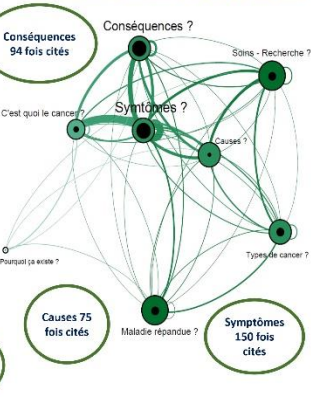 Conséquences ?
Conséquences
94 fois cités
Soins - Recherche ?
C'est quoi le cancer ?
Symtômes ?
Causes ?
Types de cancer ?
Pourquoi ça existe ?
Causes 75
fois cités
Maladie répandue ?
Symptômes
150 fois
cités